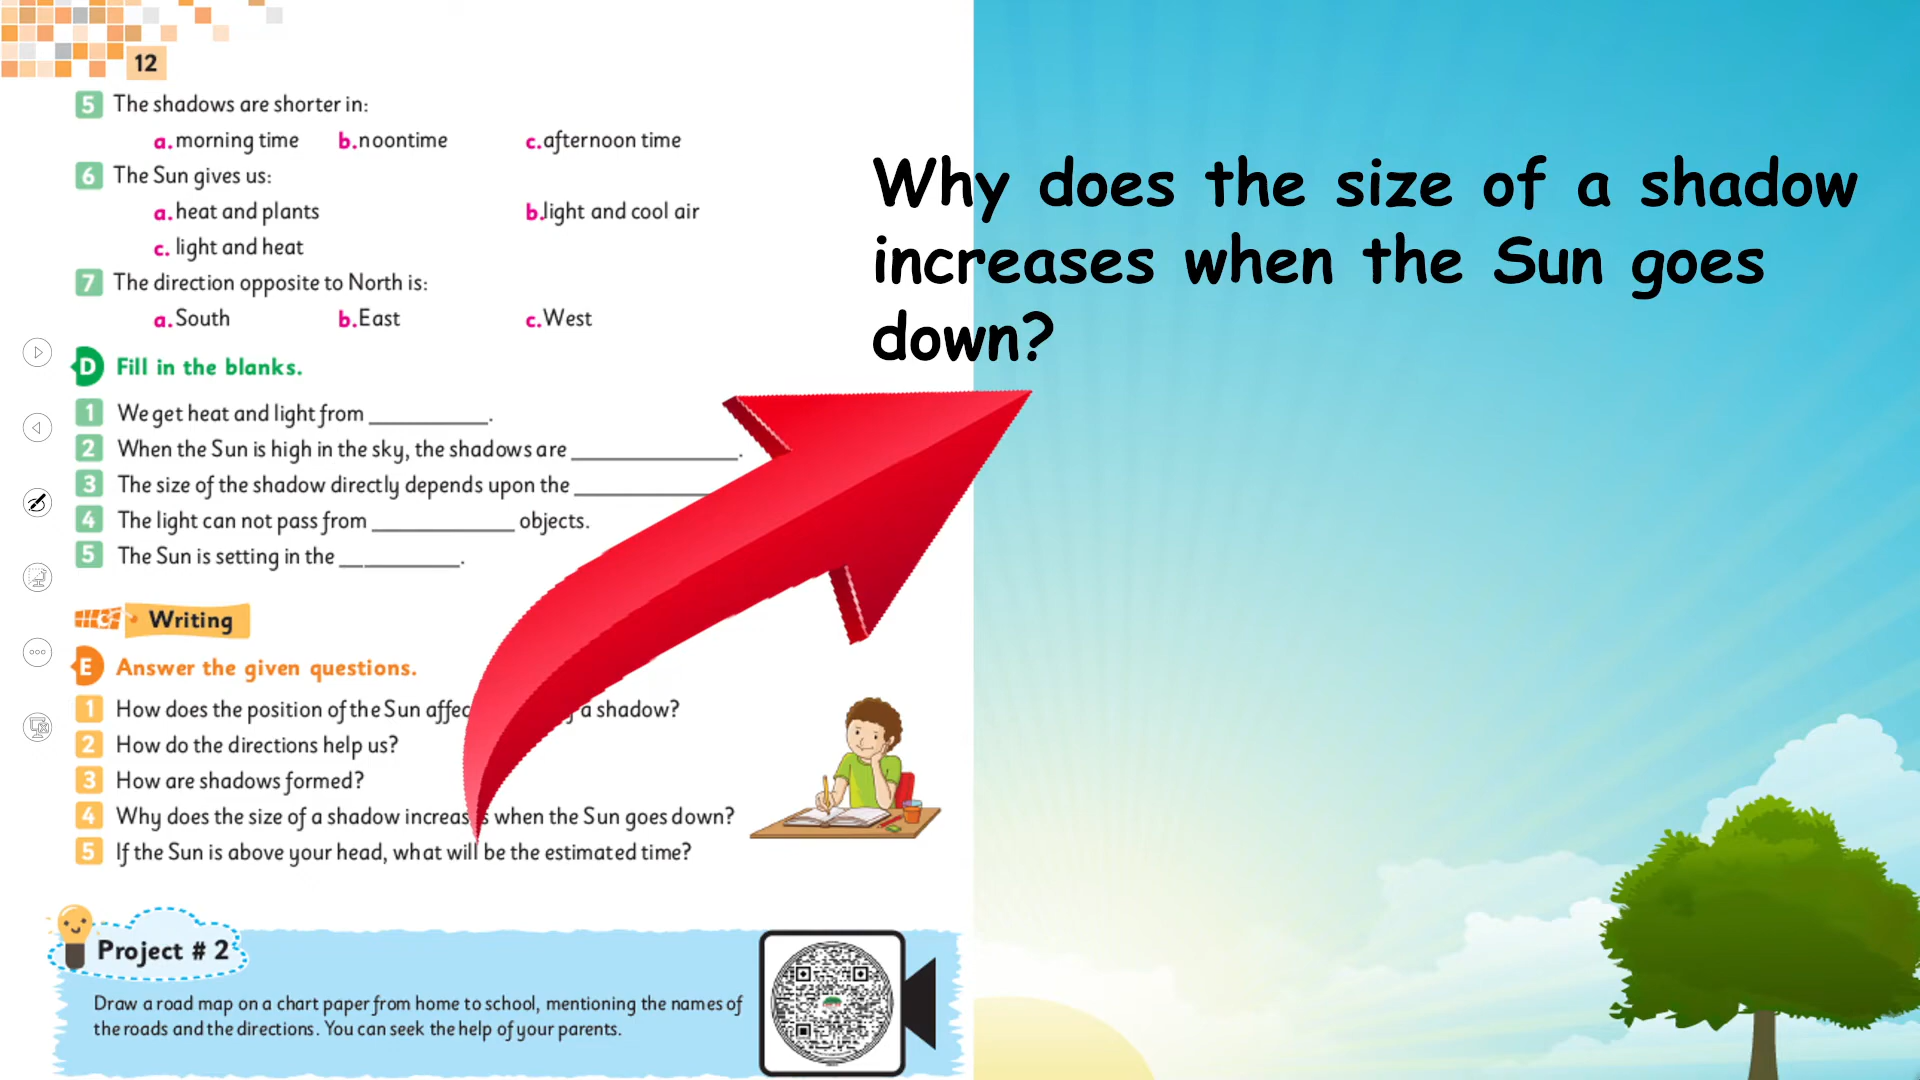 12
5 The shadows are shorter in:
a. morning time b. noontime c. afternoon time
6 The Sun gives us:
a. heat and plants b. light and cool air
c. light and heat
7 The direction opposite to North is:
a. South b. East c. West
D Fill in the blanks.
1 We get heat and light from ___________.
2 When the Sun is high in the sky, the shadows are _______________.
3 The size of the shadow directly depends upon the ____________
4 The light can not pass from _____________ objects.
5 The Sun is setting in the ___________.
Writing
E Answer the given questions.
1 How does the position of the Sun a shadow?
2 How do the directions help us?
3 How are shadows formed?
4 Why does the size of a shadow increases when the Sun goes down?
5 If the Sun is above your head, what will be the estimated time?
Project # 2
Draw a road map on a chart paper from home to school, mentioning the names of
the roads and the directions. You can seek the help of your parents.
Why does the size of a shadow
increases when the Sun goes
down?